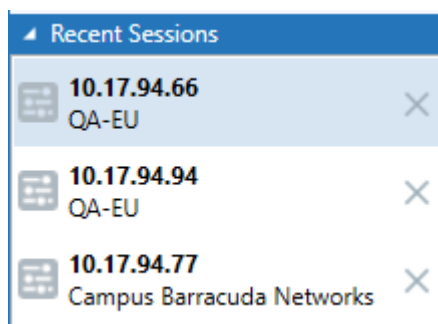 Recent Sessions
10.17.94.66
QA-EU
10.17.94.94
QA-EU
10.17.94.77
Campus Barracuda Networks